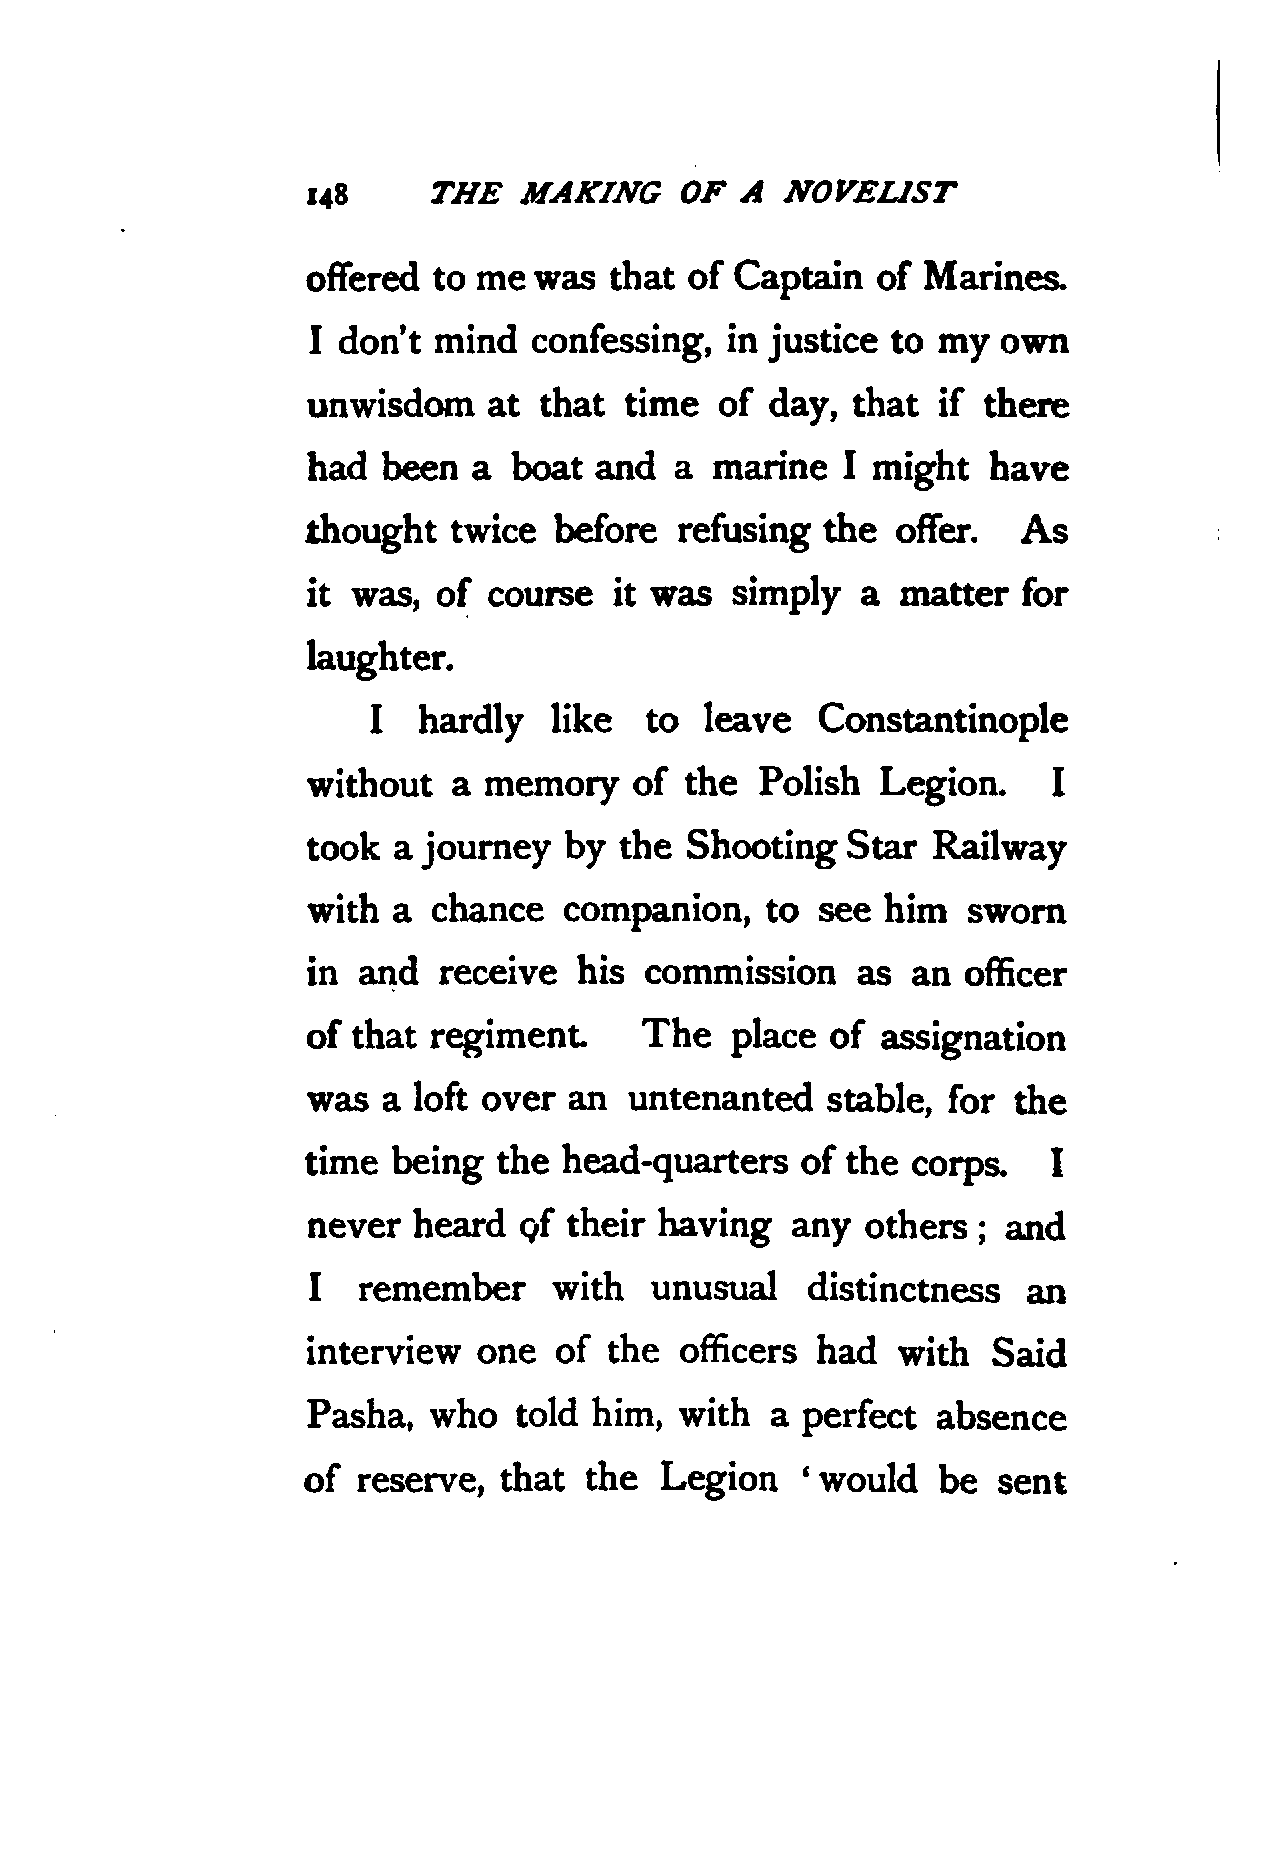 148 THE MAKING OF A NOVELIST
offered to me was that of Captain of Marines.
I don't mind confessing, in justice to my own
unwisdom at that time of day, that if there
had been a boat and a marine I might have
thought twice before refusing the offer. As
it was, of course it was simply a matter for
laughter.
I hardly like to leave Constantinople
without a memory of the Polish Legion. I
took a journey by the Shooting Star Railway
with a chance companion, to see him sworn
in and receive his commission as an officer
of that regiment. The place of assignation
was a loft over an untenanted stable, for the
time being the head-quarters of the corps. I
never heard of their having any others ; and
I remember with unusual distinctness an
interview one of the officers had with Said
Pasha, who told him, with a perfect absence
of reserve, that the Legion ‘ would be sent